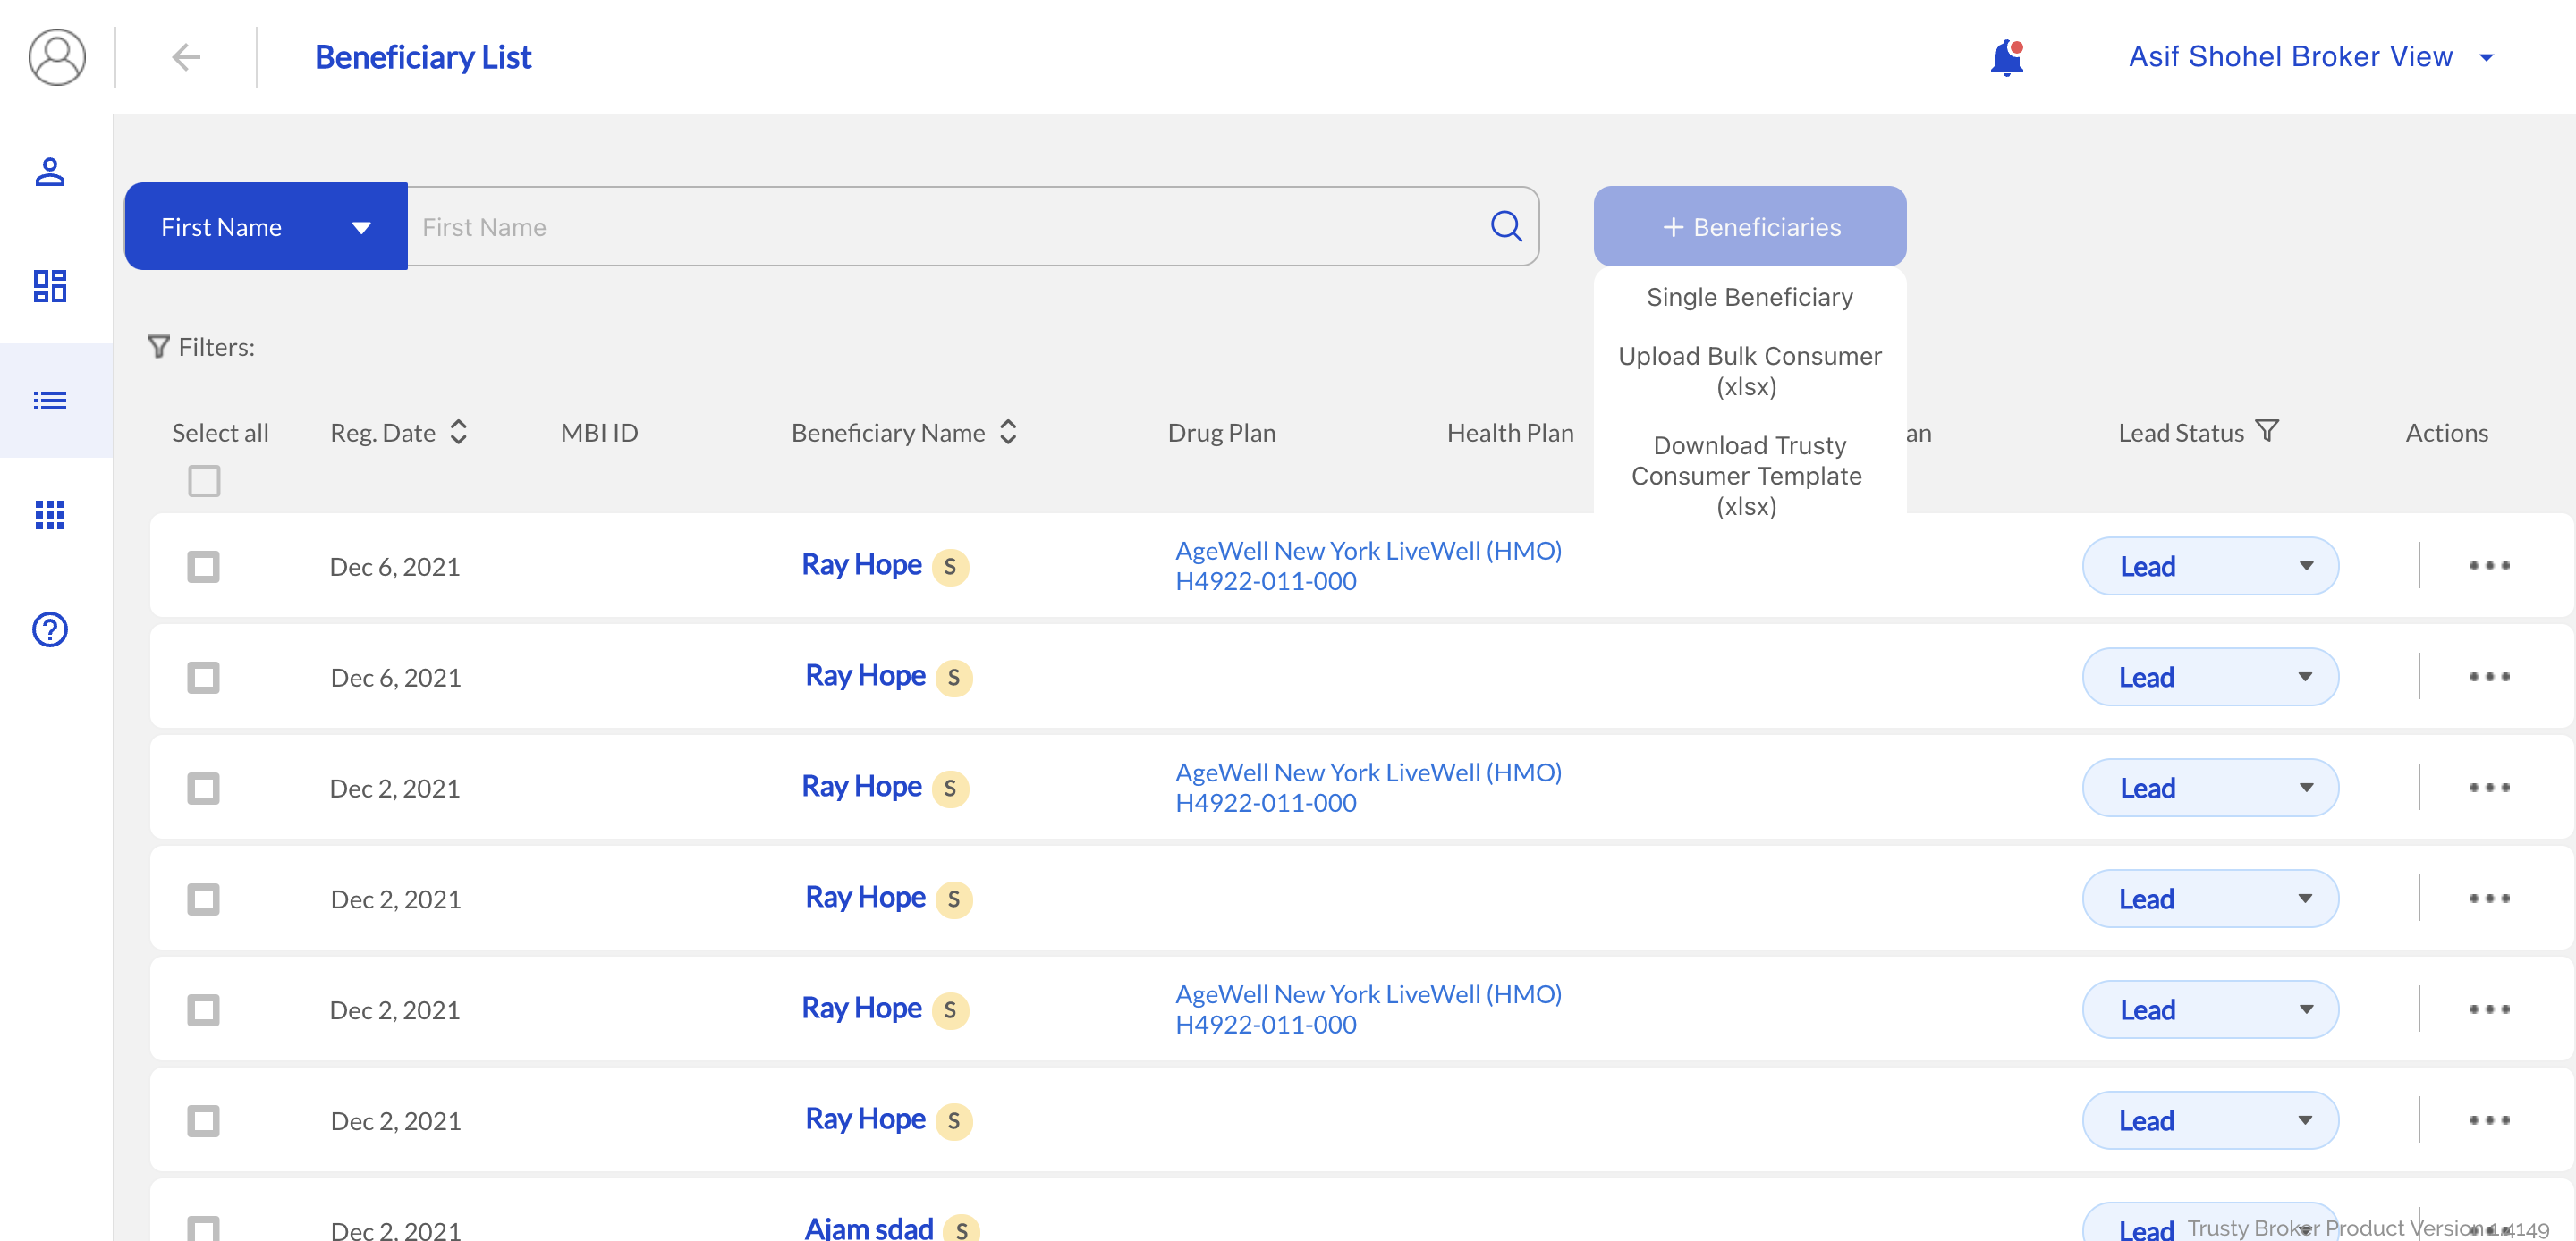 Beneficiary List
Asif Shohel Broker View
First Name
First Name
+ Beneficiaries
Single Beneficiary
Upload Bulk Consumer
(xlsx)
Download Trusty
Consumer Template
(xlsx)
Filters:
Select all Reg. Date MBI ID Beneficiary Name Drug Plan Health Plan an Lead Status Actions
Dec 6, 2021 Ray Hope S AgeWell New York LiveWell (HMO)
H4922-011-000 Lead
Dec 6, 2021 Ray Hope S Lead
Dec 2, 2021 Ray Hope S AgeWell New York LiveWell (HMO)
H4922-011-000 Lead
Dec 2, 2021 Ray Hope S Lead
Dec 2, 2021 Ray Hope S AgeWell New York LiveWell (HMO)
H4922-011-000 Lead
Dec 2, 2021 Ray Hope S Lead
Dec 2, 2021 Ajam sdad S Lead
Trusty Broker Product Version